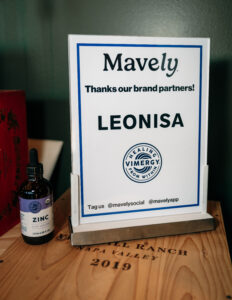 Mavely
Thanks our brand partners!
LEONISA
HEALING
VIMERGY
FROM WITHIN
Tag us @mavelysocial @mavelyapp
ZINC
RANCH
VALLEY
2019